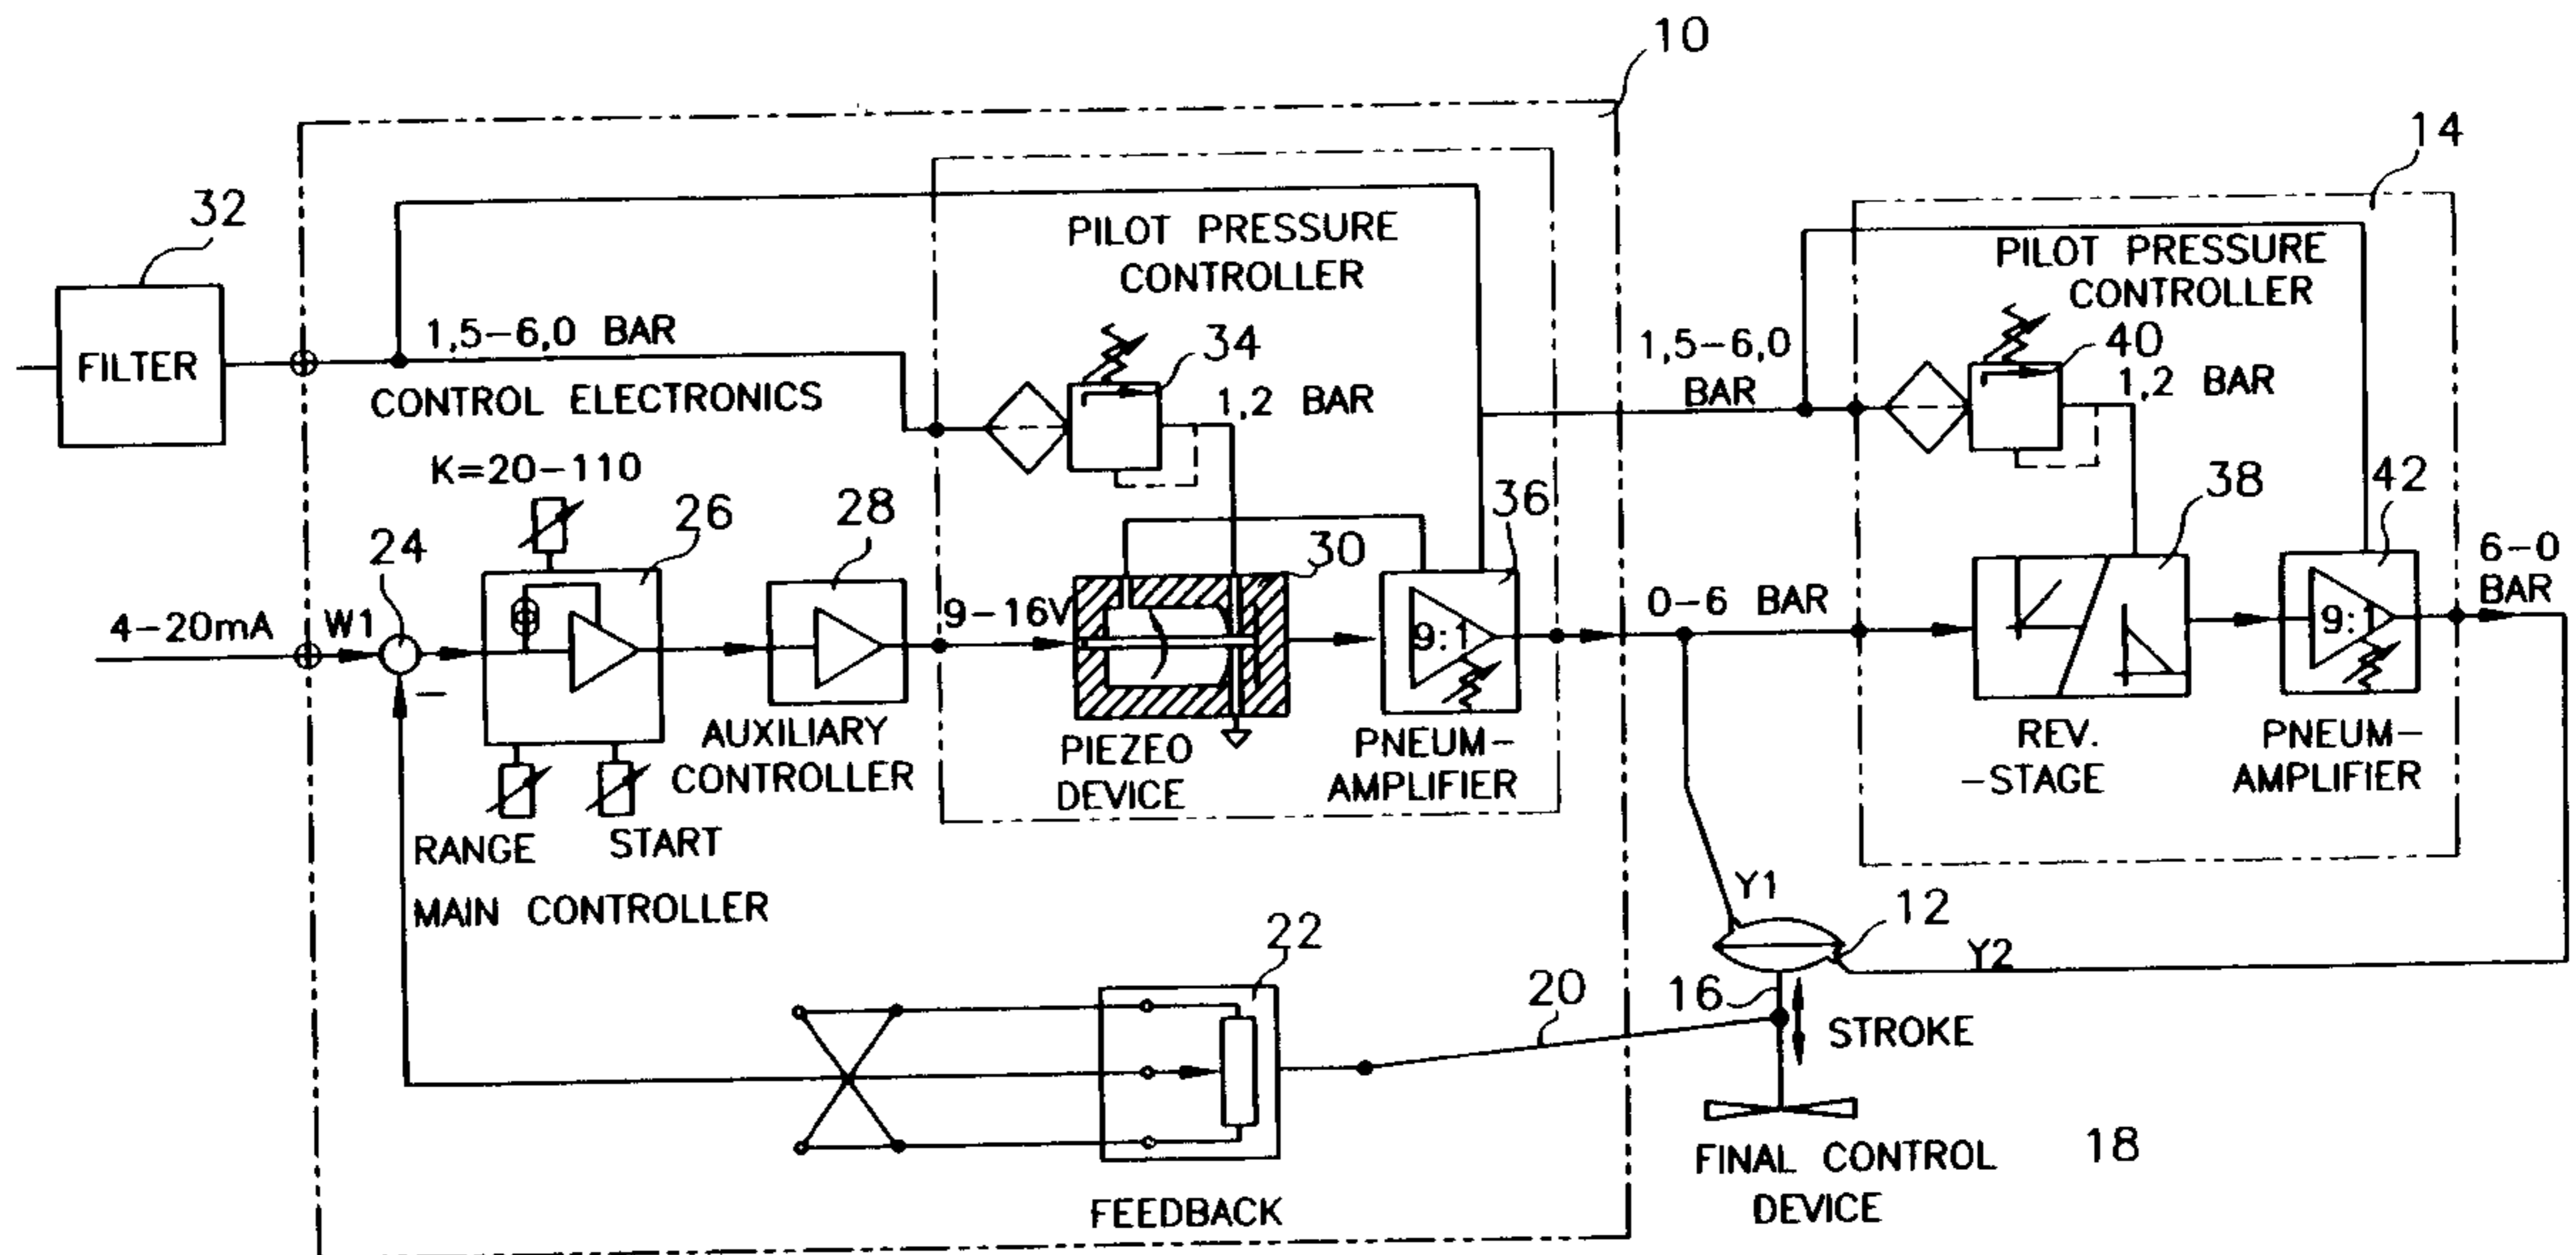 10
14
32
PILOT PRESSURE
CONTROLLER
PILOT PRESSURE
CONTROLLER
FILTER
1,5–6,0 BAR
34
1,5–6,0
BAR
40
CONTROL ELECTRONICS
1,2 BAR
1,2 BAR
K=20–110
24
26
28
30
36
38
42
4–20mA
W1
–
9–16V
9:1
0–6 BAR
9:1
6–0
BAR
AUXILIARY
CONTROLLER
PIEZEO
DEVICE
PNEUM–
AMPLIFIER
REV.
–STAGE
PNEUM–
AMPLIFIER
RANGE
START
MAIN CONTROLLER
Y1
12
22
Y2
20
16
STROKE
FINAL CONTROL
DEVICE
18
FEEDBACK